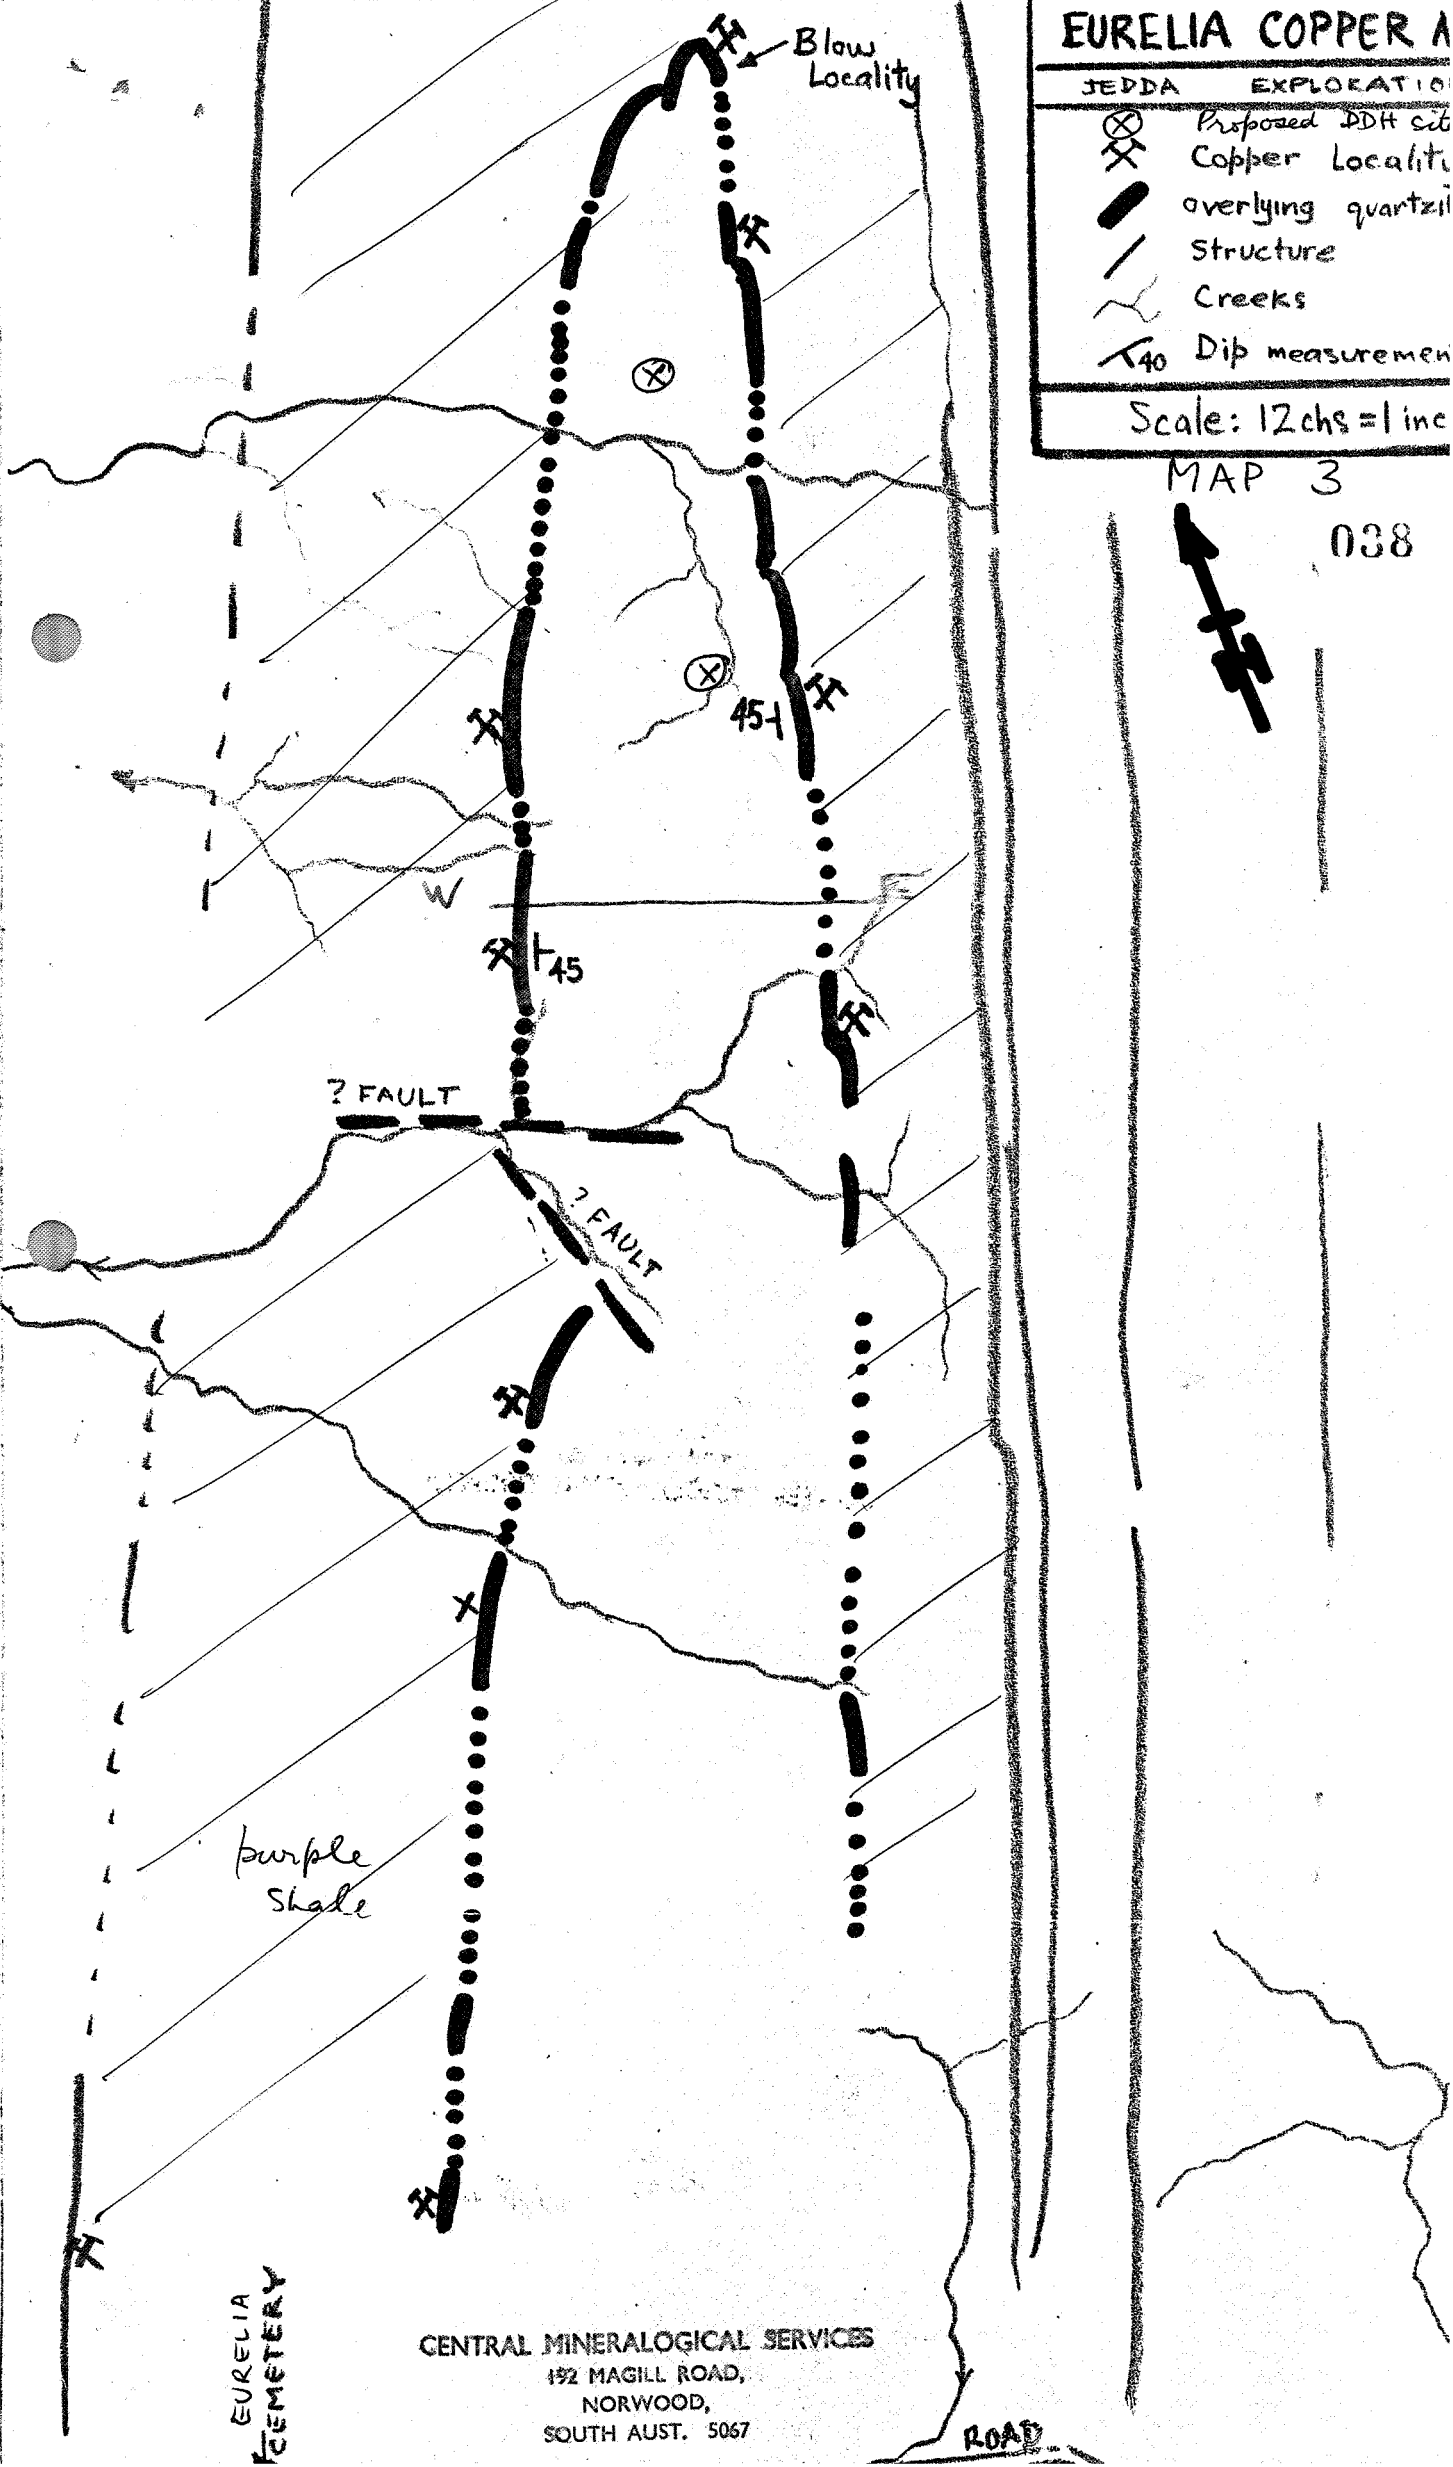 Blow
Locality
EURELIA COPPER
JEDDA EXPLORATIO
Proposed DDH sit
Copper Locality
overlying quartzit
Structure
Creeks
40 Dip measuremen
Scale: 12chs = 1 inc
MAP 3
038
N
45
W
E
45
? FAULT
? FAULT
purple
Shale
EURELIA
CEMETERY
CENTRAL MINERALOGICAL SERVICES
192 MAGILL ROAD,
NORWOOD,
SOUTH AUST. 5067
ROAD